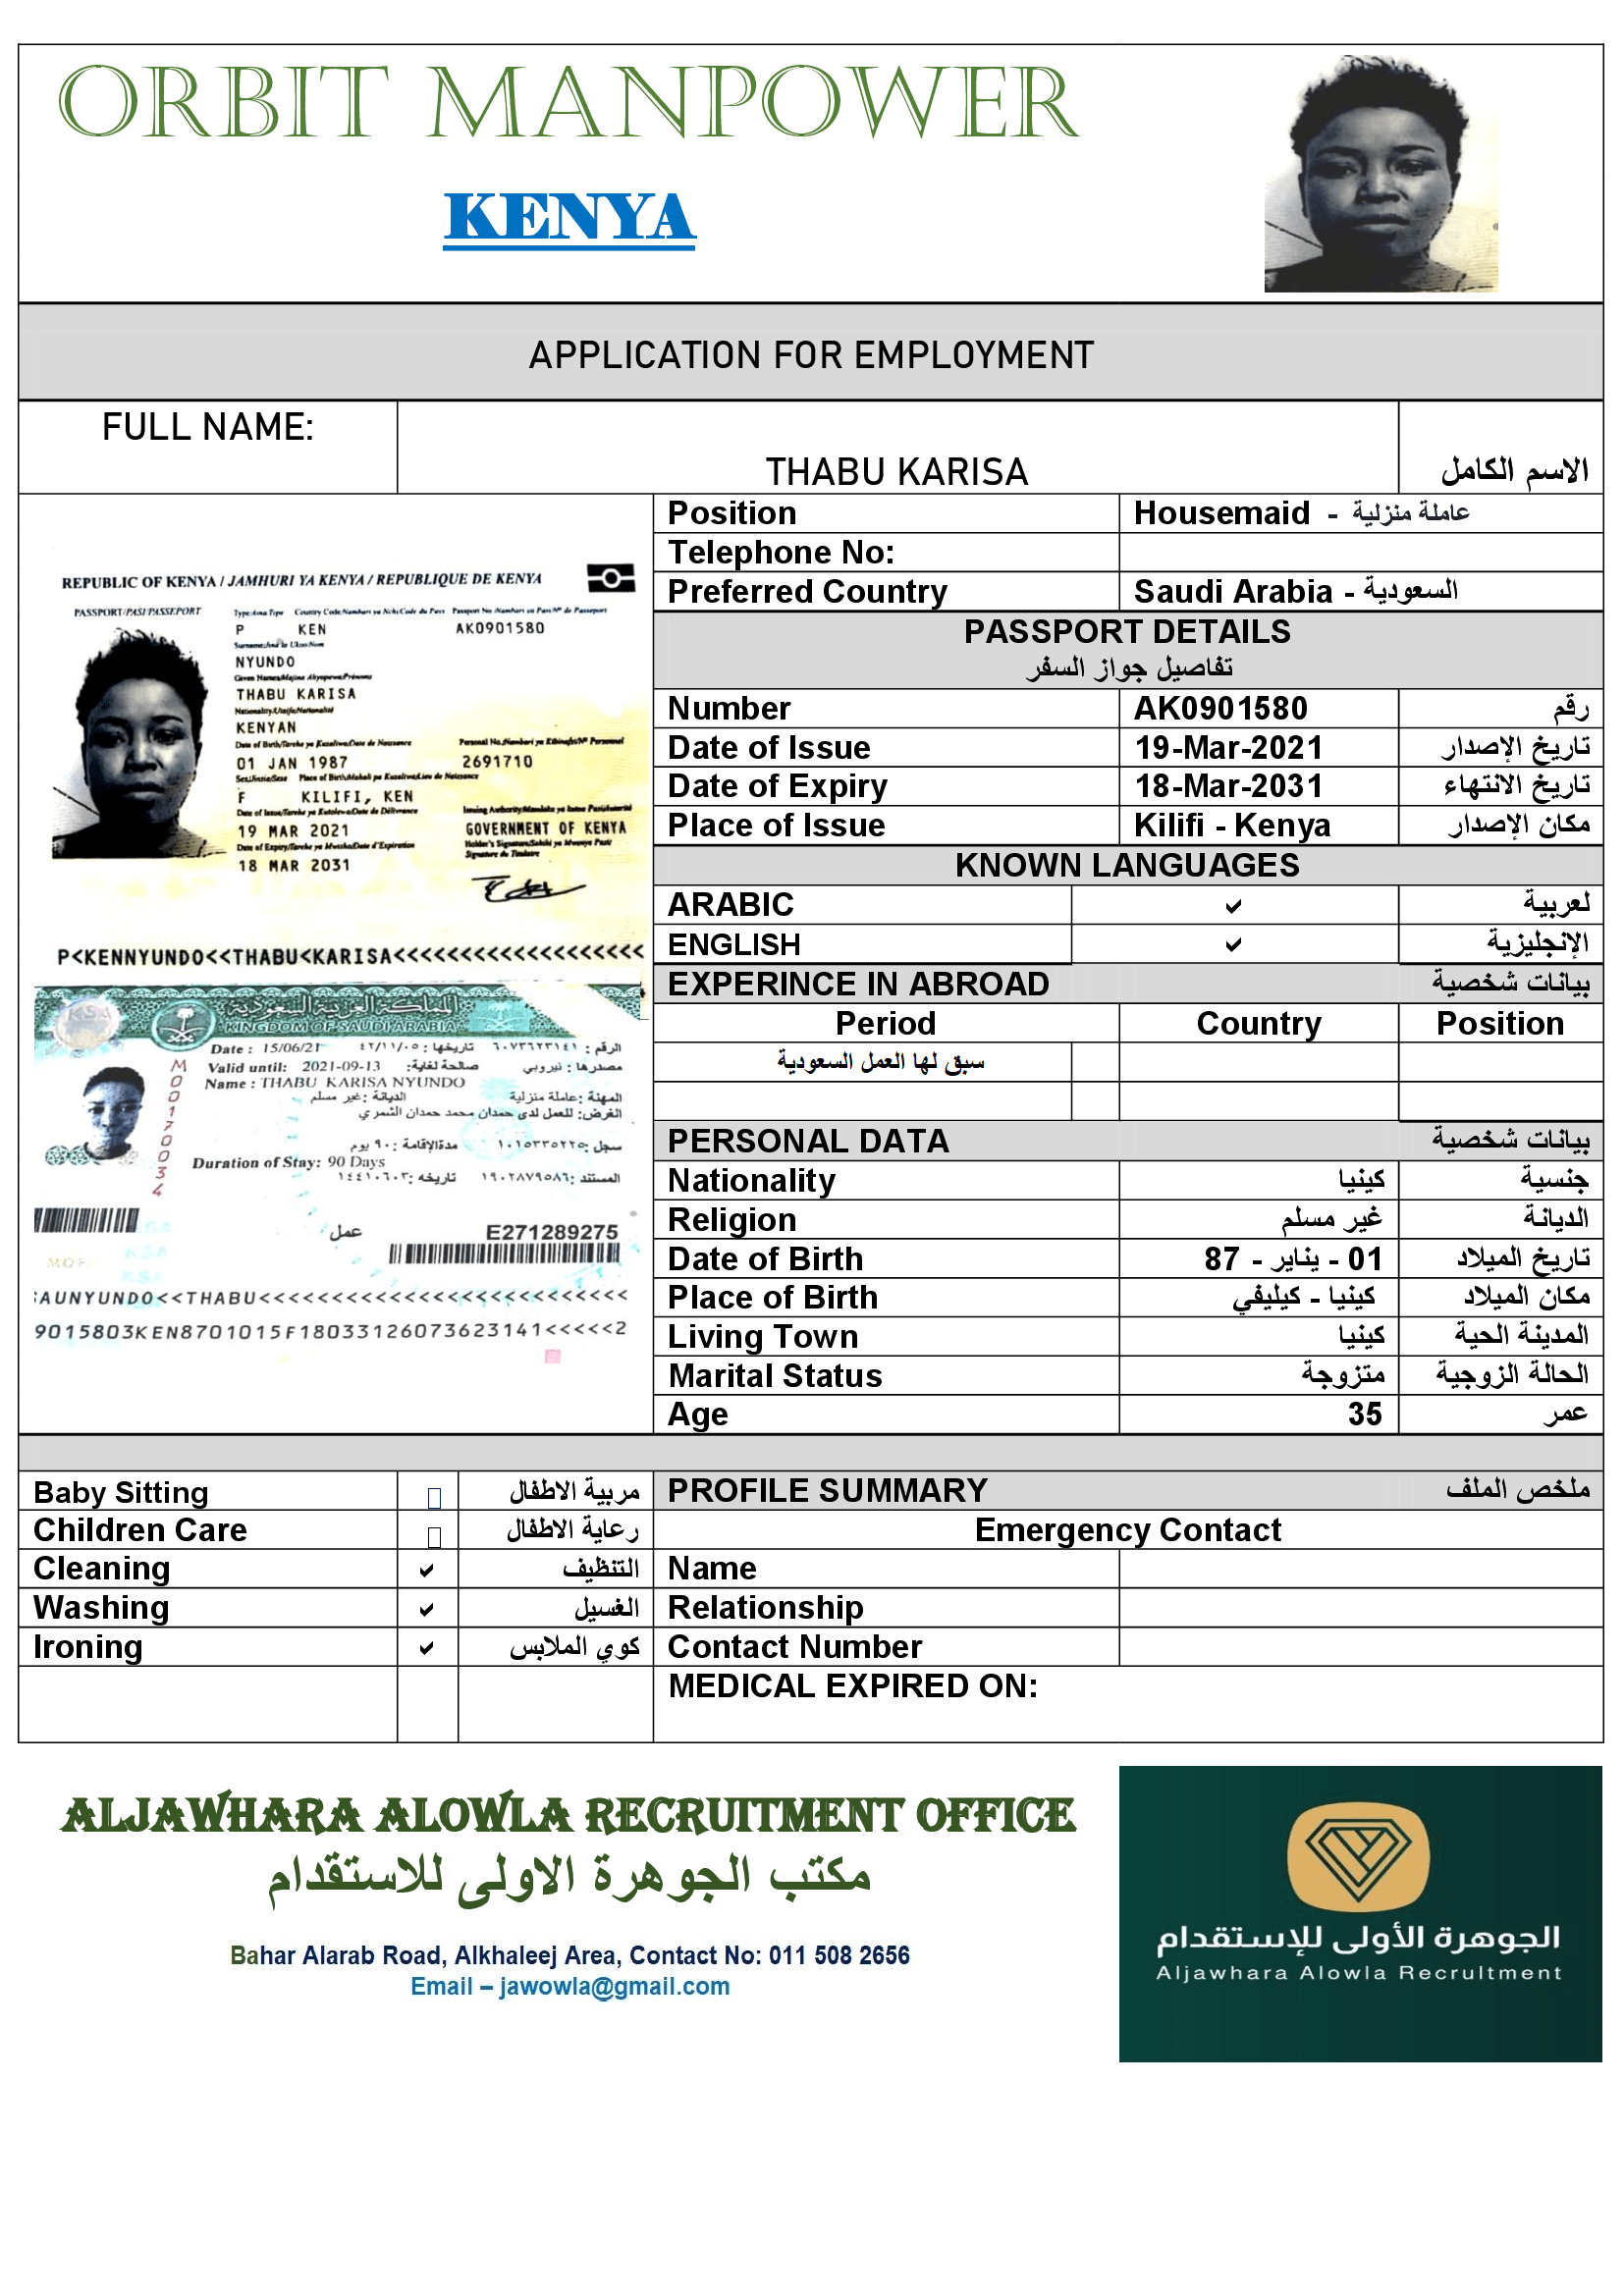 ORBIT MANPOWER
KENYA
APPLICATION FOR EMPLOYMENT
FULL NAME:
THABU KARISA
الاسم الكامل
Position
Housemaid - عاملة منزلية
Telephone No:
Preferred Country
Saudi Arabia - السعودية
PASSPORT DETAILS
تفاصيل جواز السفر
Number
AK0901580
رقم
Date of Issue
19-Mar-2021
تاريخ الإصدار
Date of Expiry
18-Mar-2031
تاريخ الانتهاء
Place of Issue
Kilifi - Kenya
مكان الإصدار
KNOWN LANGUAGES
ARABIC
لعربية
ENGLISH
الإنجليزية
EXPERINCE IN ABROAD
بيانات شخصية
Period
Country
Position
سبق لها العمل السعودية
PERSONAL DATA
بيانات شخصية
Nationality
كينيا
جنسية
Religion
غير مسلم
الديانة
Date of Birth
01 - يناير - 87
تاريخ الميلاد
Place of Birth
كينيا - كيليفي
مكان الميلاد
Living Town
كينيا
المدينة الحية
Marital Status
متزوجة
الحالة الزوجية
Age
35
عمر
REPUBLIC OF KENYA / JAMHURI YA KENYA / REPUBLIQUE DE KENYA
PASSPORT/PASI/PASSEPORT
P KEN AK0901580
NYUNDO
THABU KARISA
KENYAN
01 JAN 1987
2691710
F KILIFI, KEN
19 MAR 2021
GOVERNMENT OF KENYA
18 MAR 2031
P<KENNYUNDO<<THABU<KARISA<<<<<<<<<<<<<<<<<<
المملكة العربية السعودية
KINGDOM OF SAUDI ARABIA
الرقم : ٦٠٧٣٦٢٣١٤١ تاريخها : ٤٢/١١/٠٥ Date : 15/06/21
مصدرها : نيروبي صالحة لغاية: Valid until: 2021-09-13
Name : THABU KARISA NYUNDO
المهنة :عاملة منزلية الديانة :غير مسلم
الغرض: للعمل لدى حمدان محمد حمدان الشمري
سجل :١٠١٥٣٣٥٢٢٥ مدةالإقامة : ٩٠ يوم
Duration of Stay: 90 Days
المستند :١٩٠٢٨٧٩٥٨٦ تاريخه :١٤٤١٠٦٠٣
M0017034
عمل
E271289275
AUNYUNDO<<THABU<<<<<<<<<<<<<<<<<<<<<<<<<
9015803KEN8701015F18033126073623141<<<<<2
Baby Sitting
مربية الاطفال
Children Care
رعاية الاطفال
Cleaning
التنظيف
Washing
الغسيل
Ironing
كوي الملابس
PROFILE SUMMARY
ملخص الملف
Emergency Contact
Name
Relationship
Contact Number
MEDICAL EXPIRED ON:
ALJAWHARA ALOWLA RECRUITMENT OFFICE
مكتب الجوهرة الاولى للاستقدام
Bahar Alarab Road, Alkhaleej Area, Contact No: 011 508 2656
Email – jawowla@gmail.com
الجوهرة الأولى للإستقدام
Aljawhara Alowla Recruitment